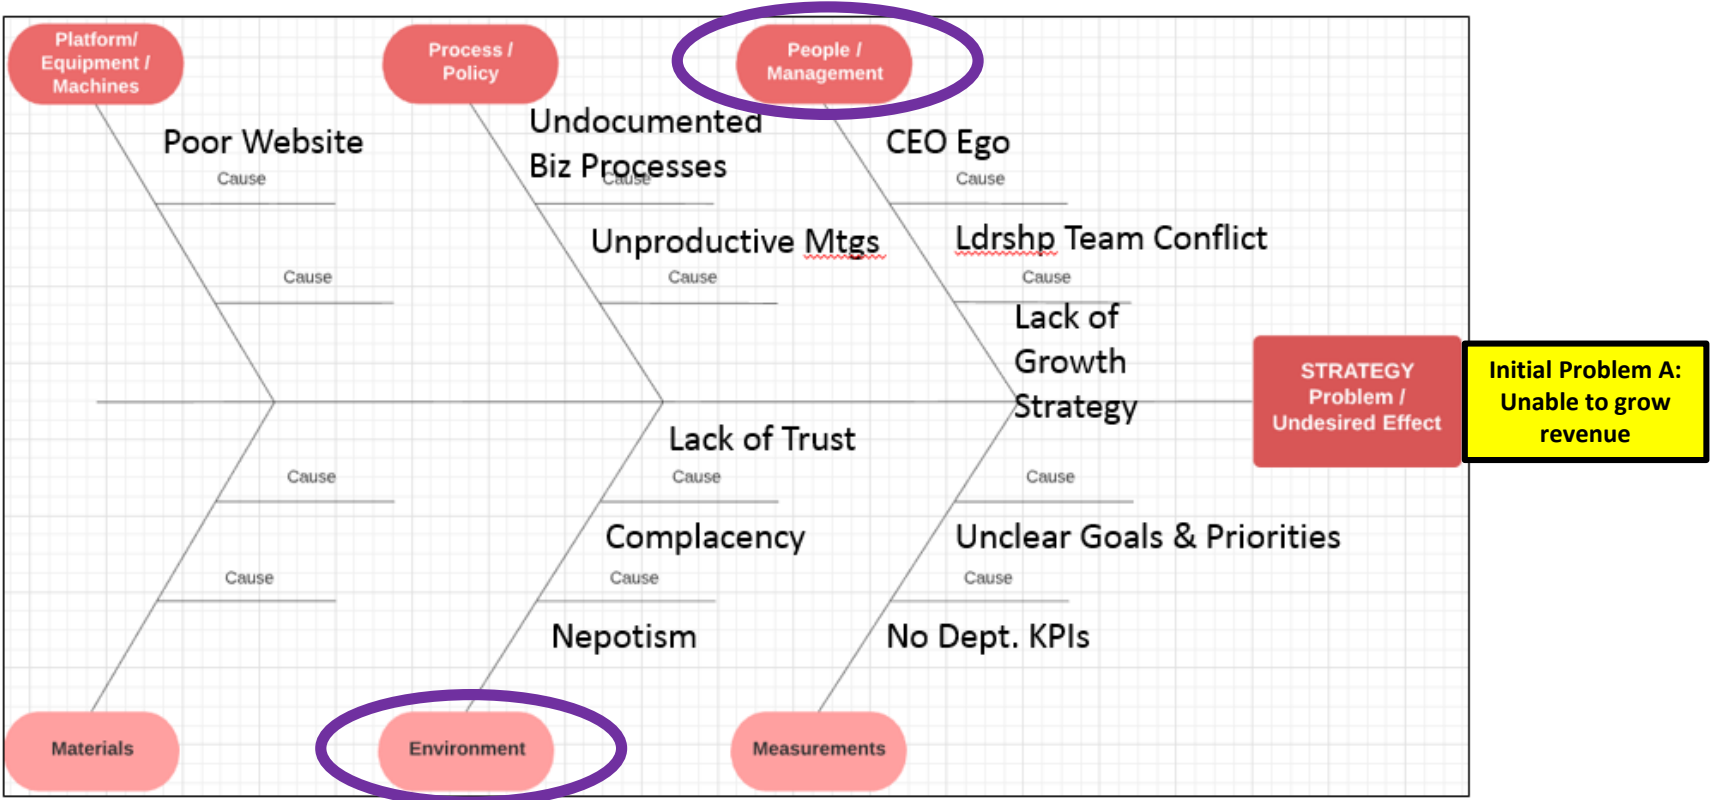 Platform/
Equipment /
Machines
Process /
Policy
People /
Management
Poor Website
Cause
Undocumented
Biz Processes
Cause
CEO Ego
Cause
Cause
Unproductive Mtgs
Cause
Ldrshp Team Conflict
Cause
Lack of
Growth
Strategy
STRATEGY
Problem /
Undesired Effect
Initial Problem A:
Unable to grow
revenue
Cause
Lack of Trust
Cause
Cause
Cause
Complacency
Cause
Unclear Goals & Priorities
Cause
Nepotism
No Dept. KPIs
Materials
Environment
Measurements